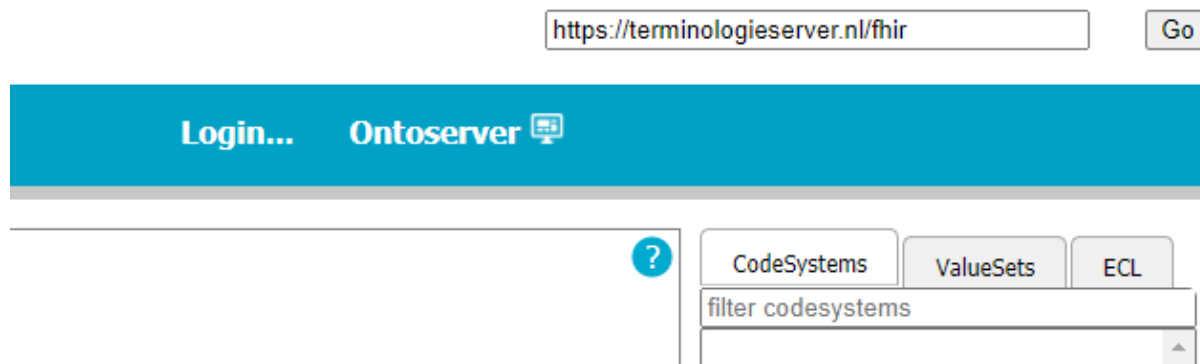 https://terminologieserver.nl/fhir Go
Login... Ontoserver
?
CodeSystems ValueSets ECL
filter codesystems